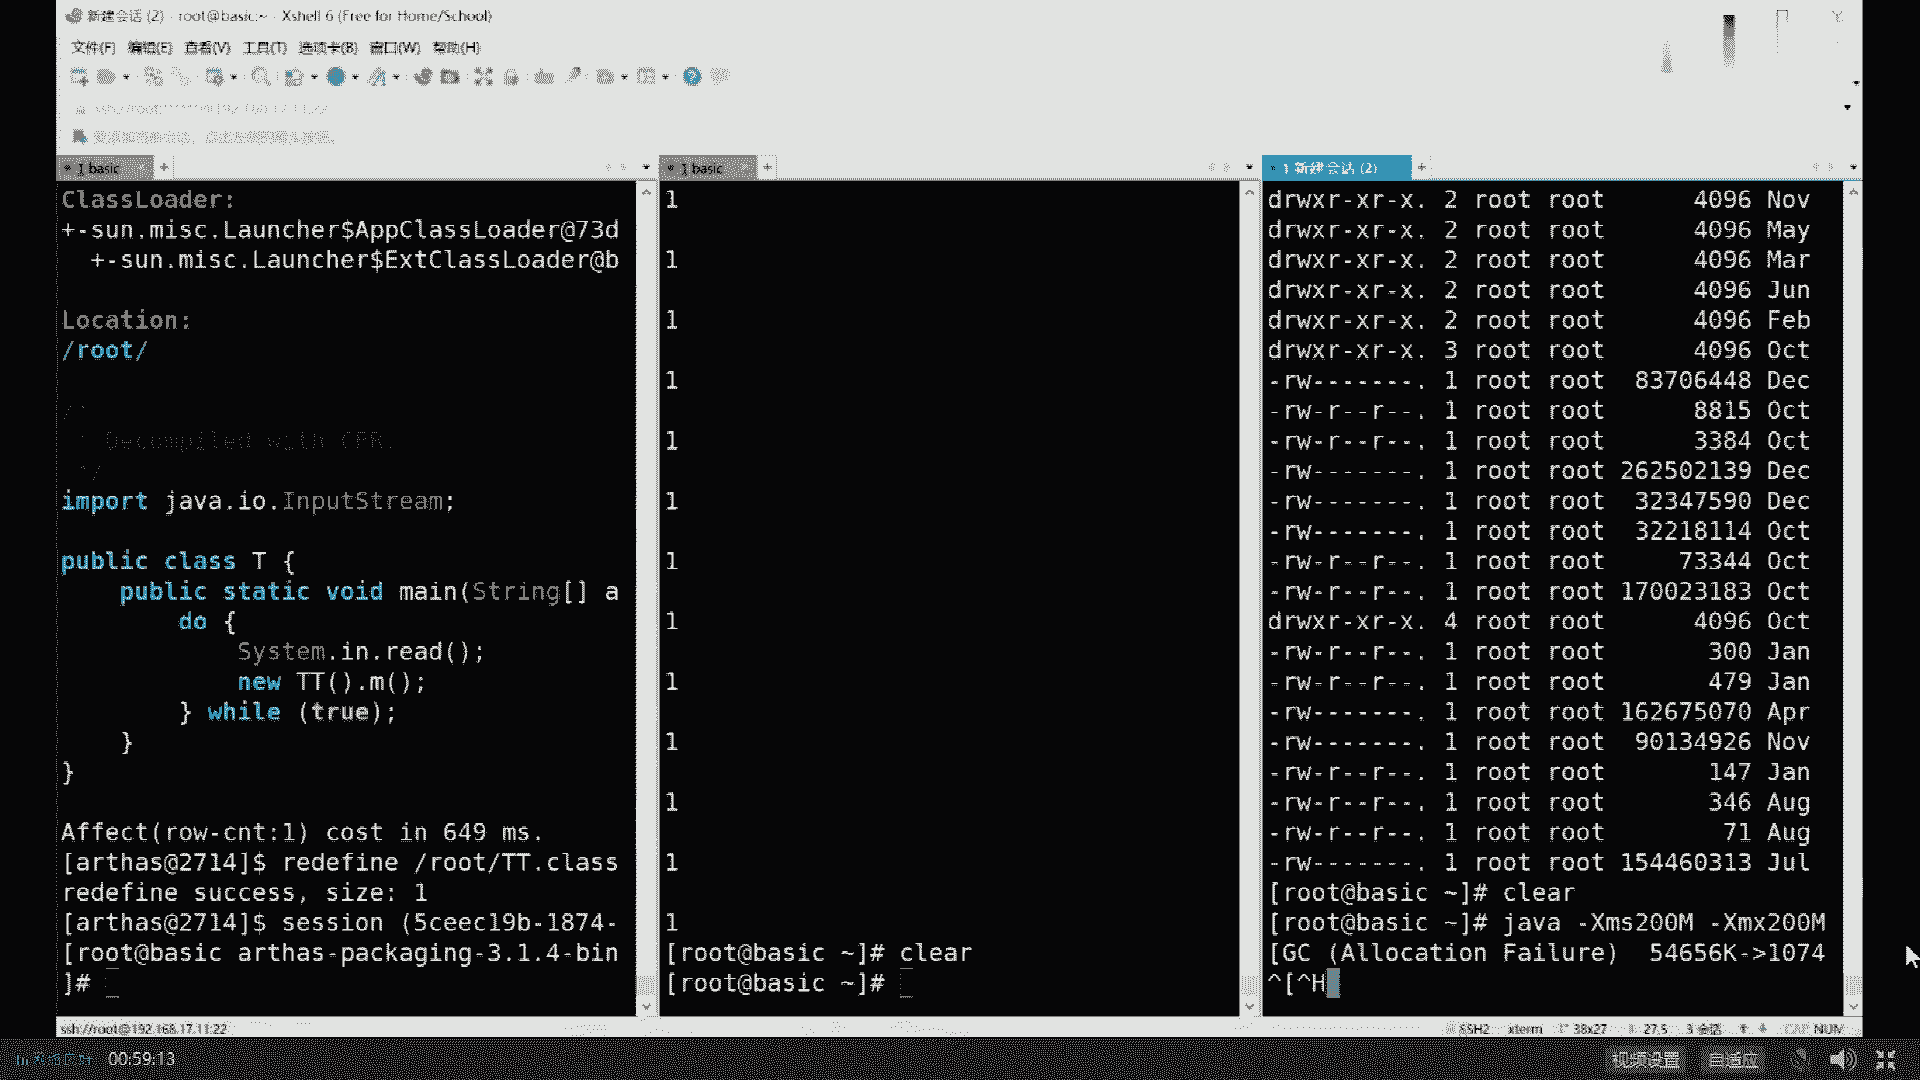 新建会话 (2) - root@basic:~ - Xshell 6 (Free for Home/School)
文件(F) 编辑(E) 查看(V) 工具(T) 选项卡(B) 窗口(W) 帮助(H)
1 basic
ClassLoader:
+-sun.misc.Launcher$AppClassLoader@73d
  +-sun.misc.Launcher$ExtClassLoader@b
Location:
/root/
/*
 * Decompiled with CFR.
 */
import java.io.InputStream;
public class T {
    public static void main(String[] a
        do {
            System.in.read();
            new TT().m();
        } while (true);
    }
}
Affect(row-cnt:1) cost in 649 ms.
[arthas@2714]$ redefine /root/TT.class
redefine success, size: 1
[arthas@2714]$ session (5ceec19b-1874-
[root@basic arthas-packaging-3.1.4-bin
]# _
1 basic
1
1
1
1
1
1
1
1
1
1
1
1
1
[root@basic ~]# clear
[root@basic ~]# _
1 新建会话 (2)
drwxr-xr-x. 2 root root      4096 Nov
drwxr-xr-x. 2 root root      4096 May
drwxr-xr-x. 2 root root      4096 Mar
drwxr-xr-x. 2 root root      4096 Jun
drwxr-xr-x. 2 root root      4096 Feb
drwxr-xr-x. 3 root root      4096 Oct
-rw-------. 1 root root  83706448 Dec
-rw-r--r--. 1 root root      8815 Oct
-rw-r--r--. 1 root root      3384 Oct
-rw-------. 1 root root 262502139 Dec
-rw-------. 1 root root  32347590 Dec
-rw-------. 1 root root  32218114 Oct
-rw-r--r--. 1 root root     73344 Oct
-rw-r--r--. 1 root root 170023183 Oct
drwxr-xr-x. 4 root root      4096 Oct
-rw-r--r--. 1 root root       300 Jan
-rw-r--r--. 1 root root       479 Jan
-rw-------. 1 root root 162675070 Apr
-rw-------. 1 root root  90134926 Nov
-rw-r--r--. 1 root root       147 Jan
-rw-r--r--. 1 root root       346 Aug
-rw-r--r--. 1 root root        71 Aug
-rw-------. 1 root root 154460313 Jul
[root@basic ~]# clear
[root@basic ~]# java -Xms200M -Xmx200M
[GC (Allocation Failure)  54656K->1074
^[^H
ssh://root@192.168.17.11:22
SSH2 xterm 38x27 27,5 3 会话 CAP NUM
00:59:13
视频设置 自适应